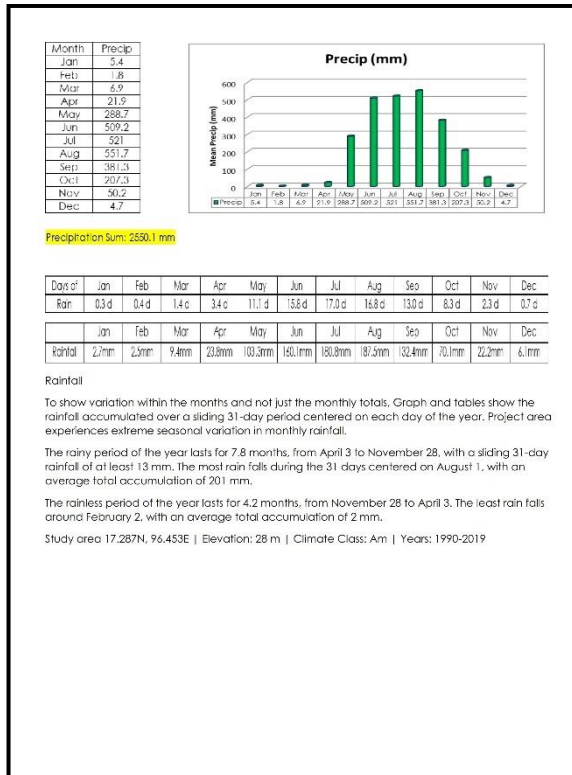 Month Precip
Jan 5.4
Feb 1.8
Mar 6.9
Apr 21.9
May 288.7
Jun 509.2
Jul 521
Aug 551.7
Sep 381.3
Oct 207.3
Nov 50.2
Dec 4.7
Precip (mm)
Mean Precip (mm)
600
500
400
300
200
100
0
Jan Feb Mar Apr May Jun Jul Aug Sep Oct Nov Dec
Precip 5.4 1.8 6.9 21.9 288.7 509.2 521 551.7 381.3 207.3 50.2 4.7
Precipitation Sum: 2550.1 mm
Days of Jan Feb Mar Apr May Jun Jul Aug Sep Oct Nov Dec
Rain 0.3 d 0.4 d 1.4 d 3.4 d 11.1 d 15.8 d 17.0 d 16.8 d 13.0 d 8.3 d 2.3 d 0.7 d
Jan Feb Mar Apr May Jun Jul Aug Sep Oct Nov Dec
Rainfal 2.7mm 2.5mm 9.4mm 23.8mm 103.5mm 160.1mm 180.8mm 187.5mm 132.4mm 70.1mm 22.2mm 6.1mm
Rainfall
To show variation within the months and not just the monthly totals, Graph and tables show the
rainfall accumulated over a sliding 31-day period centered on each day of the year. Project area
experiences extreme seasonal variation in monthly rainfall.
The rainy period of the year lasts for 7.8 months, from April 3 to November 28, with a sliding 31-day
rainfall of at least 13 mm. The most rain falls during the 31 days centered on August 1, with an
average total accumulation of 201 mm.
The rainless period of the year lasts for 4.2 months, from November 28 to April 3. The least rain falls
around February 2, with an average total accumulation of 2 mm.
Study area 17.287N, 96.453E | Elevation: 28 m | Climate Class: Am | Years: 1990-2019